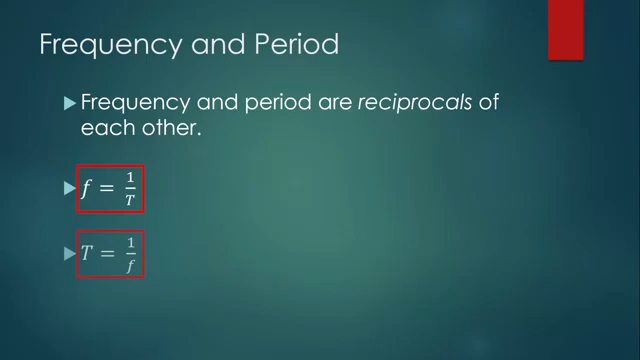 Frequency and Period
Frequency and period are reciprocals of
each other.
f = 1/T
T = 1/f